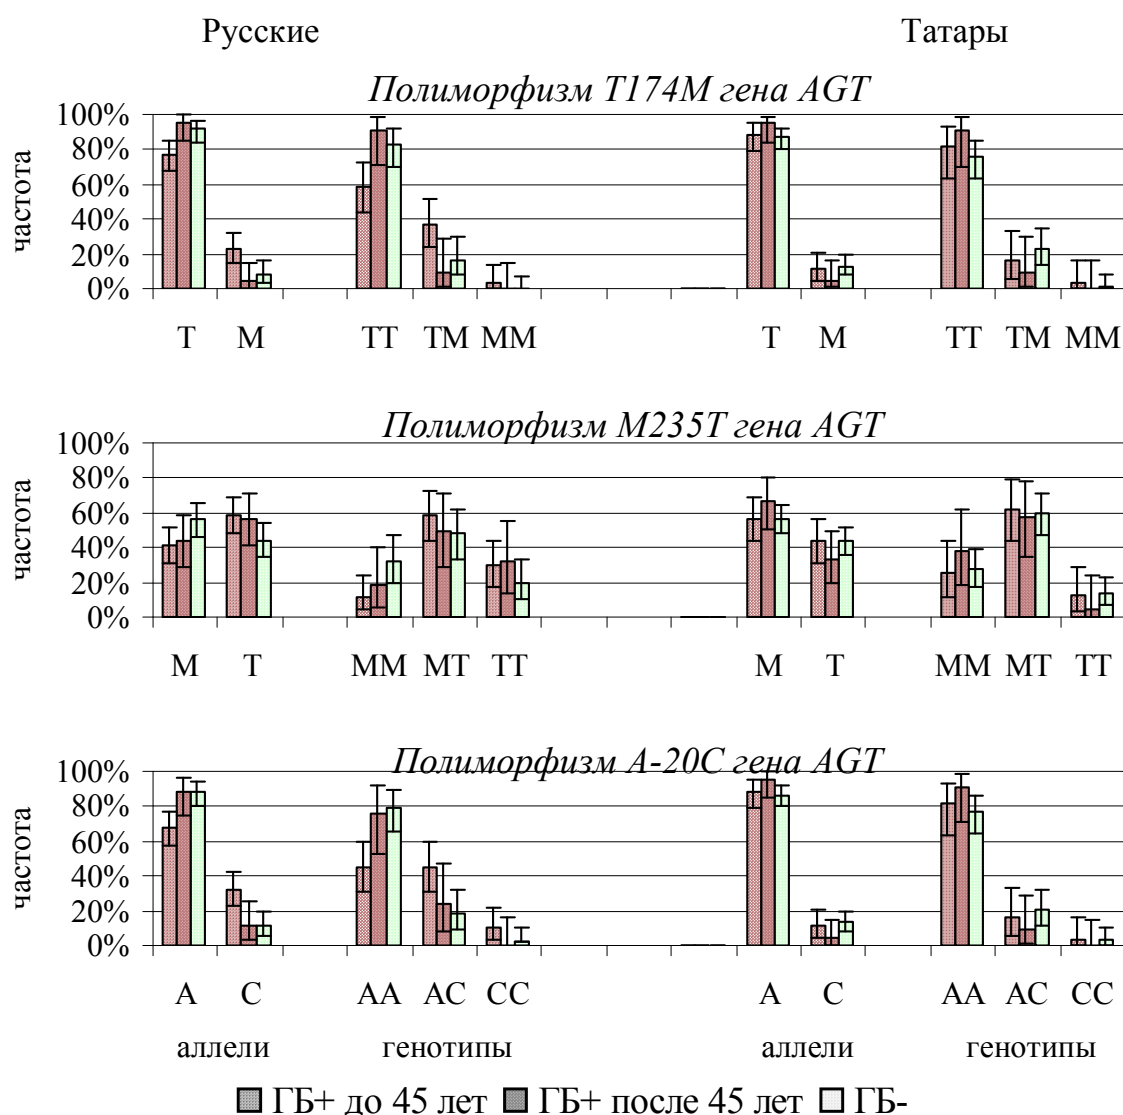 Русские Татары
Полиморфизм T174M гена AGT
частота
100%
80%
60%
40%
20%
0%
T M TT TM MM T M TT TM MM
Полиморфизм M235T гена AGT
частота
100%
80%
60%
40%
20%
0%
M T MM MT TT M T MM MT TT
Полиморфизм A-20C гена AGT
частота
100%
80%
60%
40%
20%
0%
A C AA AC CC A C AA AC CC
аллели генотипы аллели генотипы
ГБ+ до 45 лет ГБ+ после 45 лет ГБ-